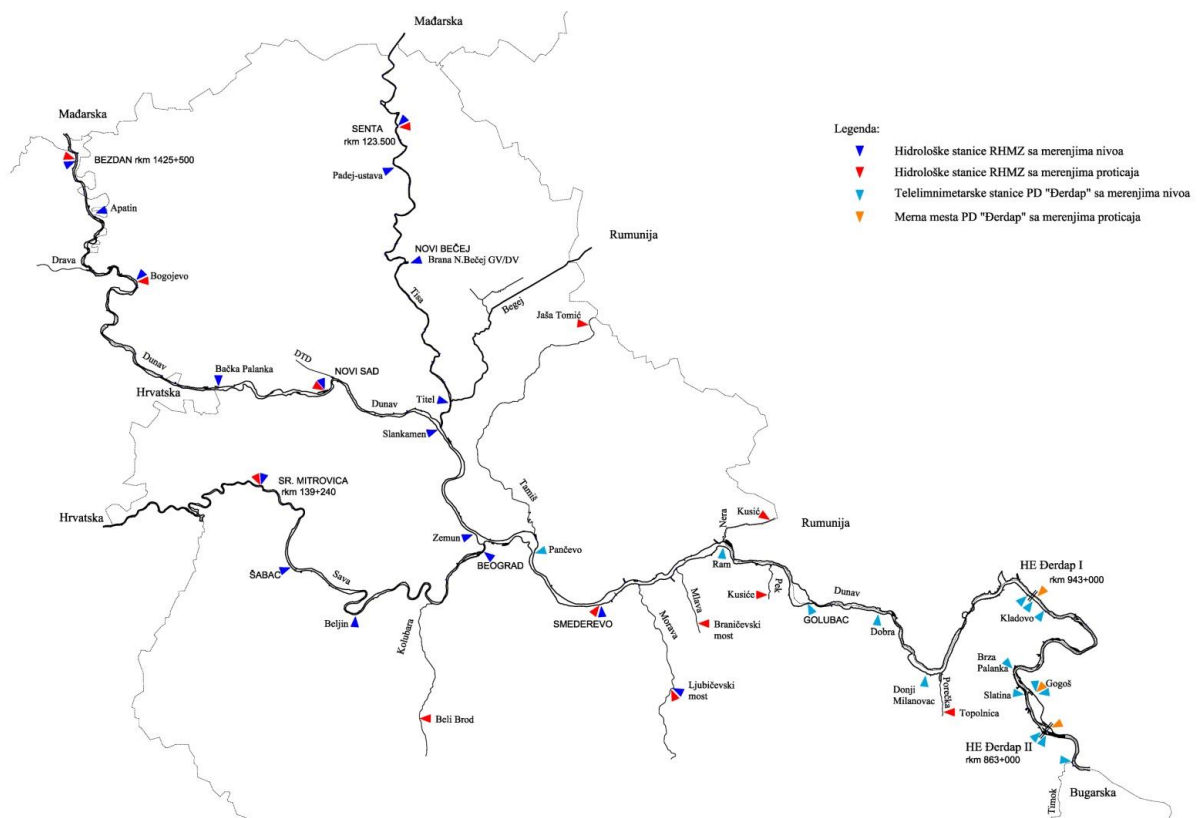 Mađarska
Mađarska
SENTA
rkm 123.500
BEZDAN rkm 1425+500
Padej-ustava
Legenda:
Hidrološke stanice RHMZ sa merenjima nivoa
Hidrološke stanice RHMZ sa merenjima proticaja
Telelimnimetarske stanice PD "Đerdap" sa merenjima nivoa
Merna mesta PD "Đerdap" sa merenjima proticaja
Apatin
Rumunija
NOVI BEČEJ
Brana N.Bečej GV/DV
Drava
Bogojevo
Tisa
Begej
Jaša Tomić
DTD
Dunav
Bačka Palanka
NOVI SAD
Hrvatska
Dunav
Titel
Slankamen
SR. MITROVICA
rkm 139+240
Hrvatska
Tamiš
Nera
Kusić
Rumunija
Zemun
Pančevo
BEOGRAD
Ram
ŠABAC
Sava
HE Đerdap I
rkm 943+000
Kusiće
Pek
Dunav
Mlava
Kladovo
Beljin
SMEDEREVO
GOLUBAC
Dobra
Kolubara
Morava
Braničevski
most
Brza
Palanka
Gogoš
Ljubičevski
most
Donji
Milanovac
Porečka
Slatina
Topolnica
Beli Brod
HE Đerdap II
rkm 863+000
Timok
Bugarska